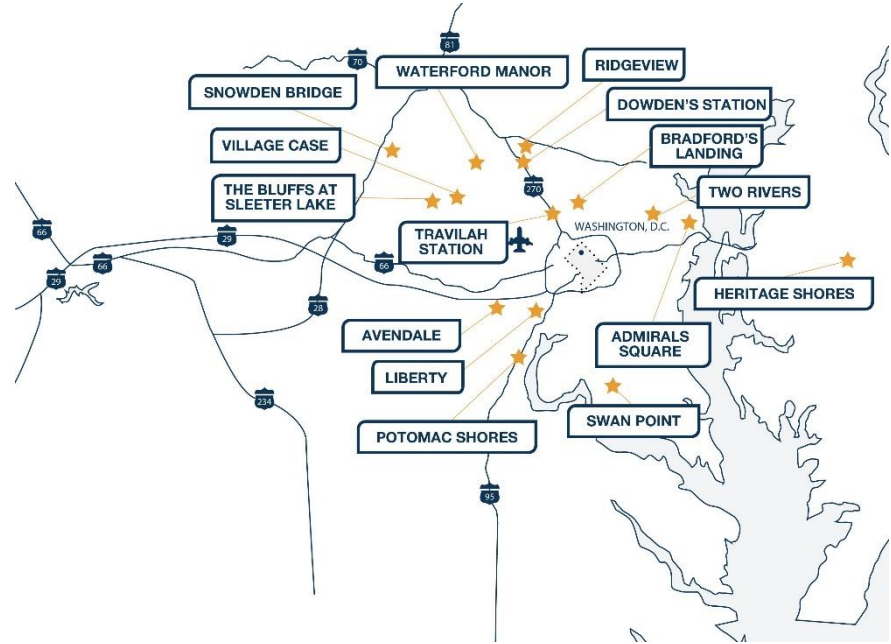 81
70
WATERFORD MANOR
RIDGEVIEW
SNOWDEN BRIDGE
DOWDEN'S STATION
VILLAGE CASE
BRADFORD'S
LANDING
THE BLUFFS AT
SLEETER LAKE
270
TWO RIVERS
TRAVILAH
STATION
WASHINGTON, D.C.
66
29
66
66
29
HERITAGE SHORES
28
AVENDALE
ADMIRALS
SQUARE
LIBERTY
234
SWAN POINT
POTOMAC SHORES
95